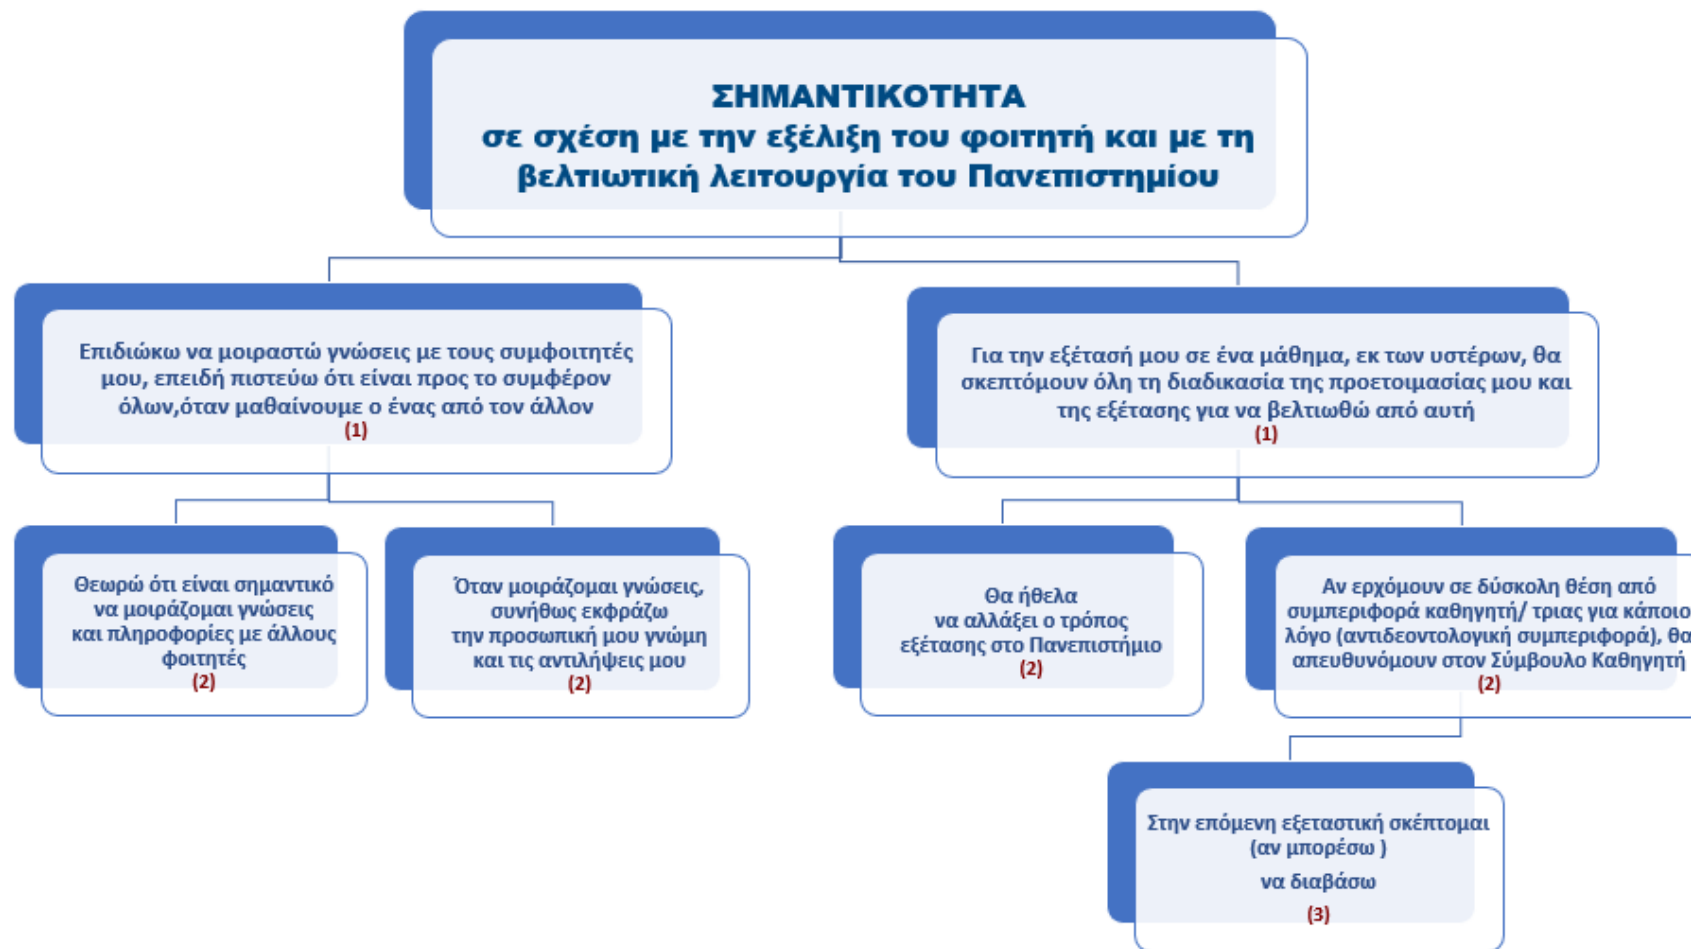 ΣΗΜΑΝΤΙΚΟΤΗΤΑ
σε σχέση με την εξέλιξη του φοιτητή και με τη
βελτιωτική λειτουργία του Πανεπιστημίου
Επιδιώκω να μοιραστώ γνώσεις με τους συμφοιτητές
μου, επειδή πιστεύω ότι είναι προς το συμφέρον
όλων,όταν μαθαίνουμε ο ένας από τον άλλον
(1)
Για την εξέτασή μου σε ένα μάθημα, εκ των υστέρων, θα
σκεπτόμουν όλη τη διαδικασία της προετοιμασίας μου και
της εξέτασης για να βελτιωθώ από αυτή
(1)
Θεωρώ ότι είναι σημαντικό
να μοιράζομαι γνώσεις
και πληροφορίες με άλλους
φοιτητές
(2)
Όταν μοιράζομαι γνώσεις,
συνήθως εκφράζω
την προσωπική μου γνώμη
και τις αντιλήψεις μου
(2)
Θα ήθελα
να αλλάξει ο τρόπος
εξέτασης στο Πανεπιστήμιο
(2)
Αν ερχόμουν σε δύσκολη θέση από
συμπεριφορά καθηγητή/ τριας για κάποιο
λόγο (αντιδεοντολογική συμπεριφορά), θα
απευθυνόμουν στον Σύμβουλο Καθηγητή
(2)
Στην επόμενη εξεταστική σκέπτομαι
(αν μπορέσω )
να διαβάσω
(3)